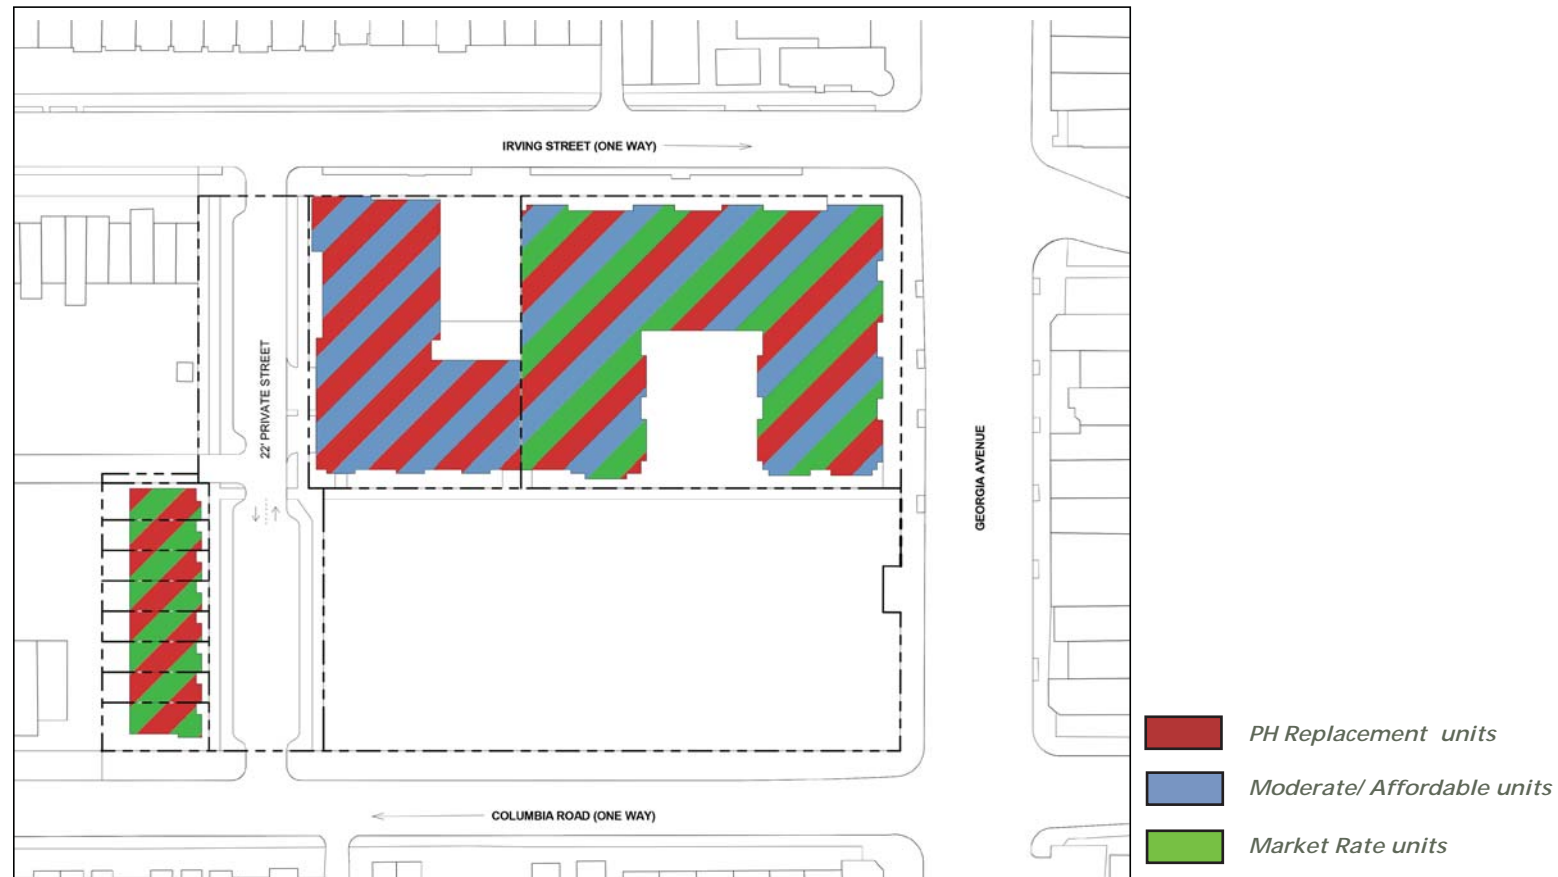 IRVING STREET (ONE WAY)
22' PRIVATE STREET
GEORGIA AVENUE
PH Replacement units
Moderate/ Affordable units
COLUMBIA ROAD (ONE WAY)
Market Rate units